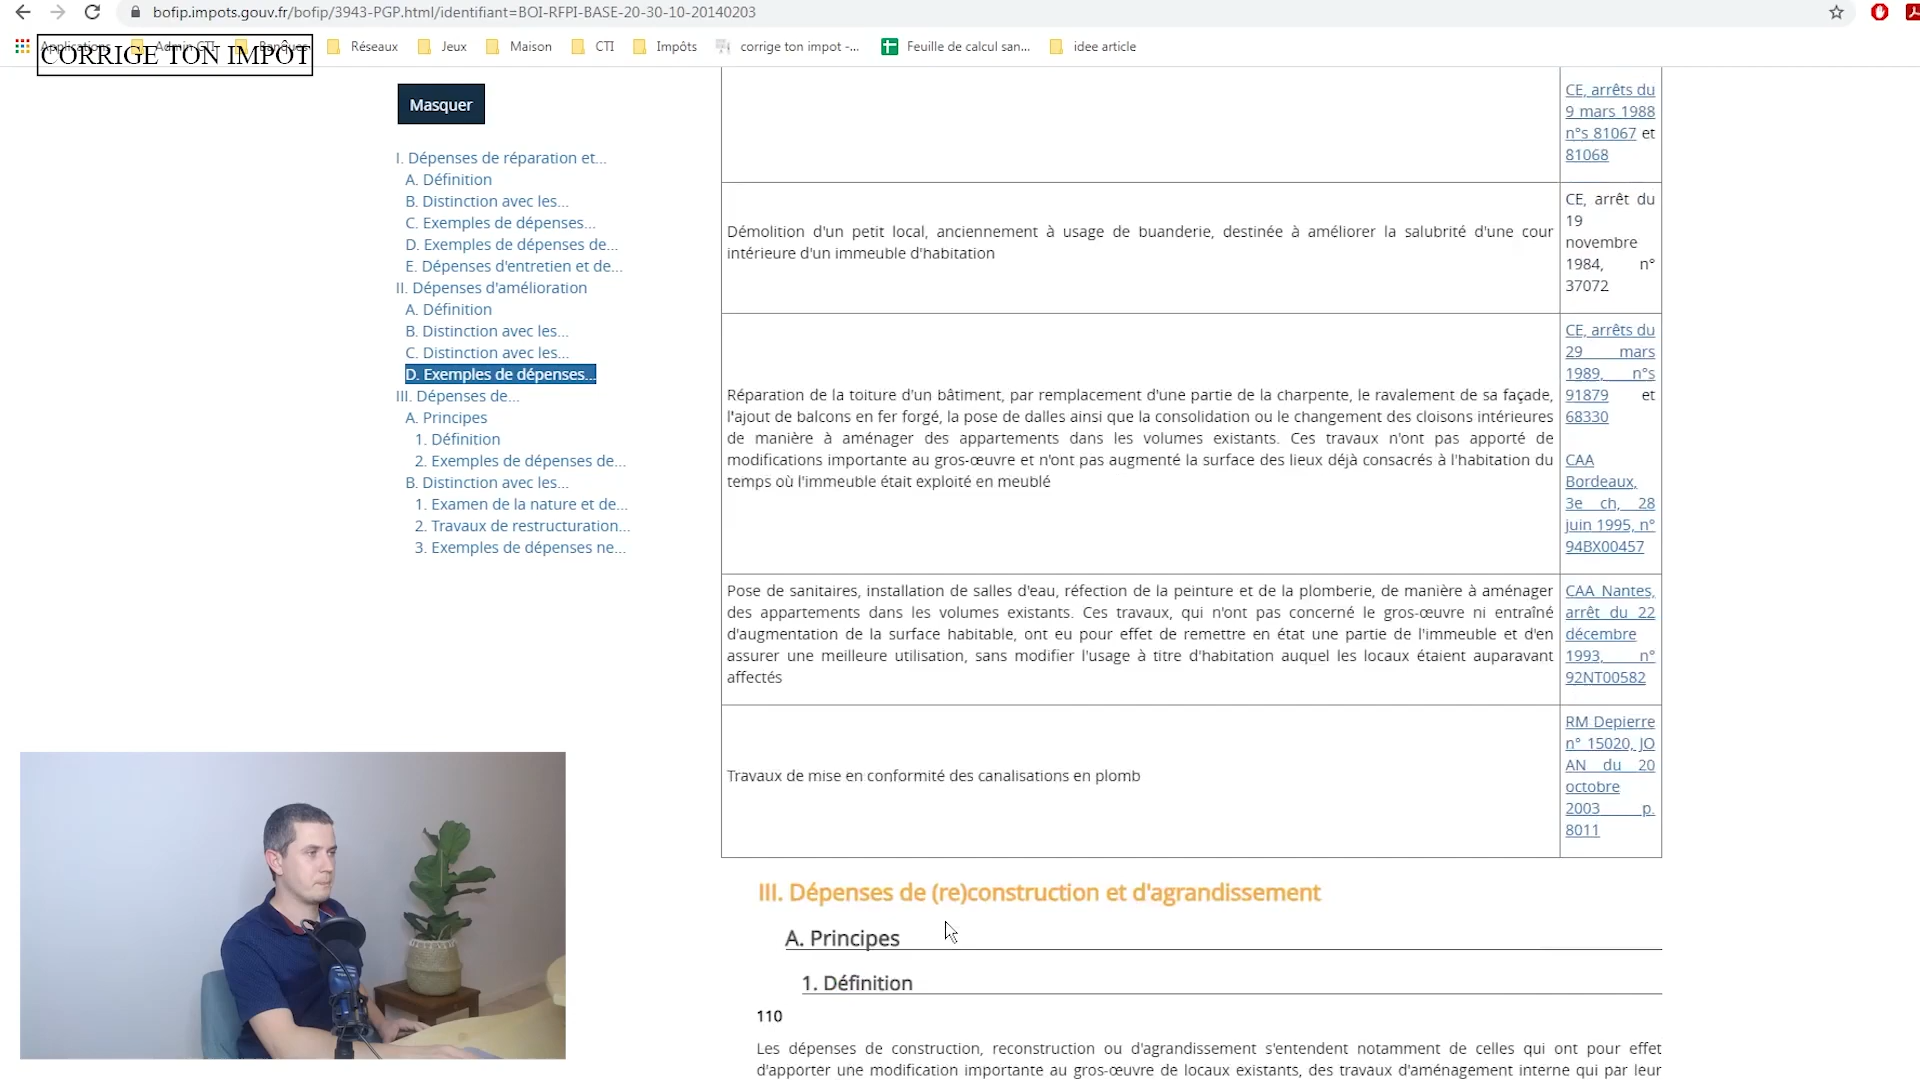 bofip.impots.gouv.fr/bofip/3943-PGP.html/identifiant=BOI-RFPI-BASE-20-30-10-20140203
Applications
Admin CTI
Banques
Réseaux
Jeux
Maison
CTI
Impôts
corrige ton impot -...
Feuille de calcul san...
idee article
CORRIGE TON IMPOT
Masquer
I. Dépenses de réparation et...
A. Définition
B. Distinction avec les...
C. Exemples de dépenses...
D. Exemples de dépenses de...
E. Dépenses d'entretien et de...
II. Dépenses d'amélioration
A. Définition
B. Distinction avec les...
C. Distinction avec les...
D. Exemples de dépenses...
III. Dépenses de...
A. Principes
1. Définition
2. Exemples de dépenses de...
B. Distinction avec les...
1. Examen de la nature et de...
2. Travaux de restructuration...
3. Exemples de dépenses ne...
CE, arrêts du
9 mars 1988
n°s 81067 et
81068
Démolition d'un petit local, anciennement à usage de buanderie, destinée à améliorer la salubrité d'une cour
intérieure d'un immeuble d'habitation
CE, arrêt du
19
novembre
1984, n°
37072
Réparation de la toiture d'un bâtiment, par remplacement d'une partie de la charpente, le ravalement de sa façade,
l'ajout de balcons en fer forgé, la pose de dalles ainsi que la consolidation ou le changement des cloisons intérieures
de manière à aménager des appartements dans les volumes existants. Ces travaux n'ont pas apporté de
modifications importante au gros-œuvre et n'ont pas augmenté la surface des lieux déjà consacrés à l'habitation du
temps où l'immeuble était exploité en meublé
CE, arrêts du
29 mars
1989, n°s
91879 et
68330
CAA
Bordeaux,
3e ch, 28
juin 1995, n°
94BX00457
Pose de sanitaires, installation de salles d'eau, réfection de la peinture et de la plomberie, de manière à aménager
des appartements dans les volumes existants. Ces travaux, qui n'ont pas concerné le gros-œuvre ni entraîné
d'augmentation de la surface habitable, ont eu pour effet de remettre en état une partie de l'immeuble et d'en
assurer une meilleure utilisation, sans modifier l'usage à titre d'habitation auquel les locaux étaient auparavant
affectés
CAA Nantes,
arrêt du 22
décembre
1993, n°
92NT00582
Travaux de mise en conformité des canalisations en plomb
RM Depierre
n° 15020, JO
AN du 20
octobre
2003 p.
8011
III. Dépenses de (re)construction et d'agrandissement
A. Principes
1. Définition
110
Les dépenses de construction, reconstruction ou d'agrandissement s'entendent notamment de celles qui ont pour effet
d'apporter une modification importante au gros-œuvre de locaux existants, des travaux d'aménagement interne qui par leur